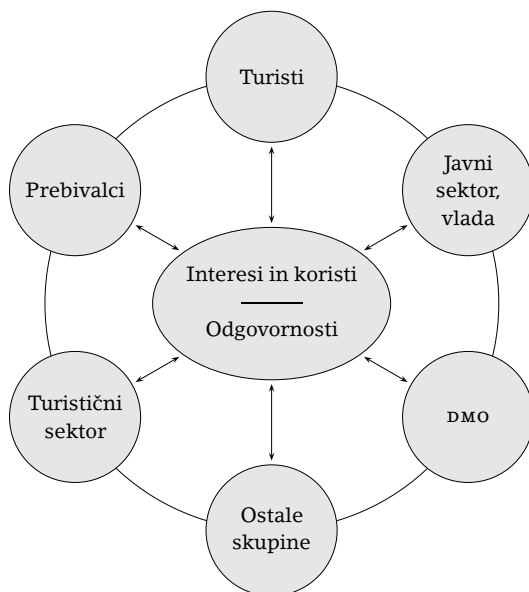 Turisti
Prebivalci
Javni
sektor,
vlada
Interesi in koristi
Odgovornosti
Turistični
sektor
DMO
Ostale
skupine